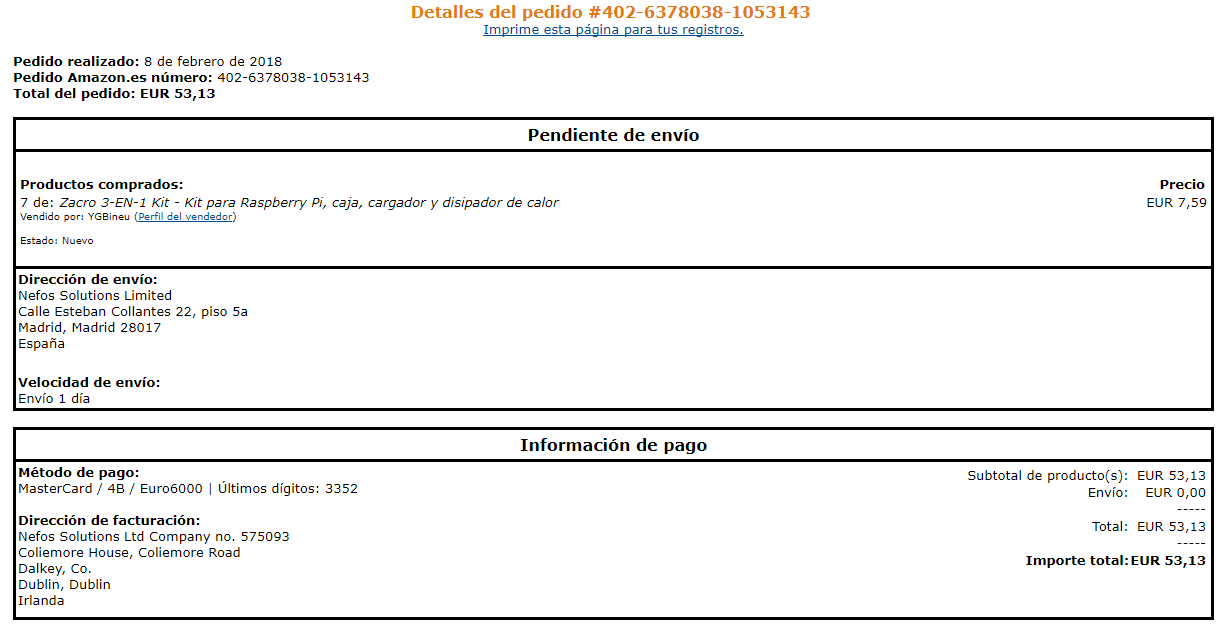 Detalles del pedido #402-6378038-1053143
Imprime esta página para tus registros.
Pedido realizado: 8 de febrero de 2018
Pedido Amazon.es número: 402-6378038-1053143
Total del pedido: EUR 53,13
Pendiente de envío
Productos comprados: Precio
7 de: Zacro 3-EN-1 Kit - Kit para Raspberry Pi, caja, cargador y disipador de calor EUR 7,59
Vendido por: YGBineu (Perfil del vendedor)
Estado: Nuevo
Dirección de envío:
Nefos Solutions Limited
Calle Esteban Collantes 22, piso 5a
Madrid, Madrid 28017
España
Velocidad de envío:
Envío 1 día
Información de pago
Método de pago:
MasterCard / 4B / Euro6000 | Últimos dígitos: 3352
Dirección de facturación:
Nefos Solutions Ltd Company no. 575093
Coliemore House, Coliemore Road
Dalkey, Co.
Dublin, Dublin
Irlanda
Subtotal de producto(s): EUR 53,13
Envío: EUR 0,00
-----
Total: EUR 53,13
-----
Importe total: EUR 53,13